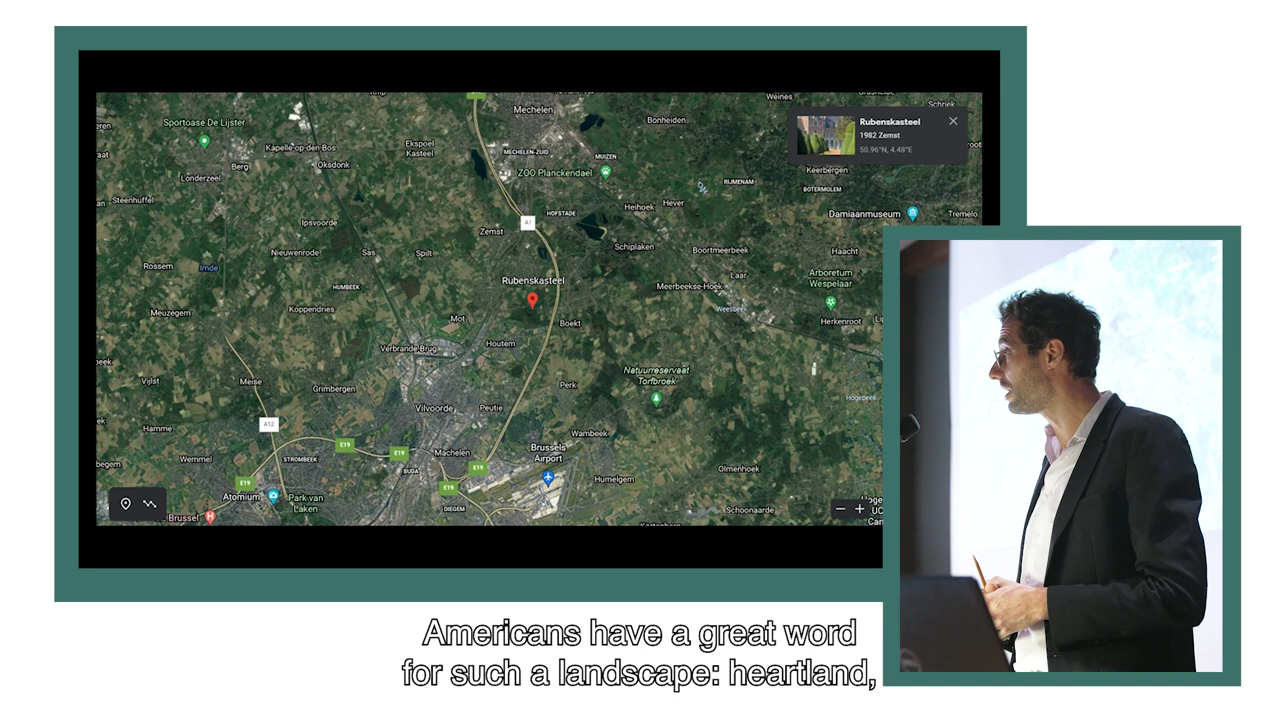 Mechelen
Weines
Schriek
Sportoase De Lijster
Bonheiden
Rubenskasteel
1982 Zemst
50.96°N, 4.48°E
Kapelle-op-den-Bos
Ekspoel
Kasteel
MECHELEN-ZUID
MUIZEN
Berg
Oksdonk
ZOO Planckendael
Keerbergen
Londerzeel
RIJMENAM
BOTERMOLEM
Steenhuffel
Heihoek
Hever
HOFSTADE
Damiaanmuseum
Tremelo
A1
Ipsvoorde
Zemst
Schiplaken
Boortmeerbeek
Haacht
Nieuwenrode
Sas
Spilt
Rossem
Imde
Laar
Arboretum
Wespelaar
Rubenskasteel
HUMBEEK
Meerbeekse-Hoek
Meuzegem
Koppendries
Mot
Boekt
Weesbeek
Herkenroot
Verbrande Brug
Houtem
Natuurreservaat
Torfbroek
Vijlst
Meise
Grimbergen
Perk
Hogebeek
Vilvoorde
Peutie
A12
Hamme
Wambeek
E19
E19
Brussels
Airport
Wemmel
STROMBEEK
BUDA
Machelen
E19
Olmenhoek
E19
E19
Humelgem
Atomium
Park van
Laken
DIEGEM
Schoonaarde
Brussel
H
Americans have a great word
for such a landscape: heartland,